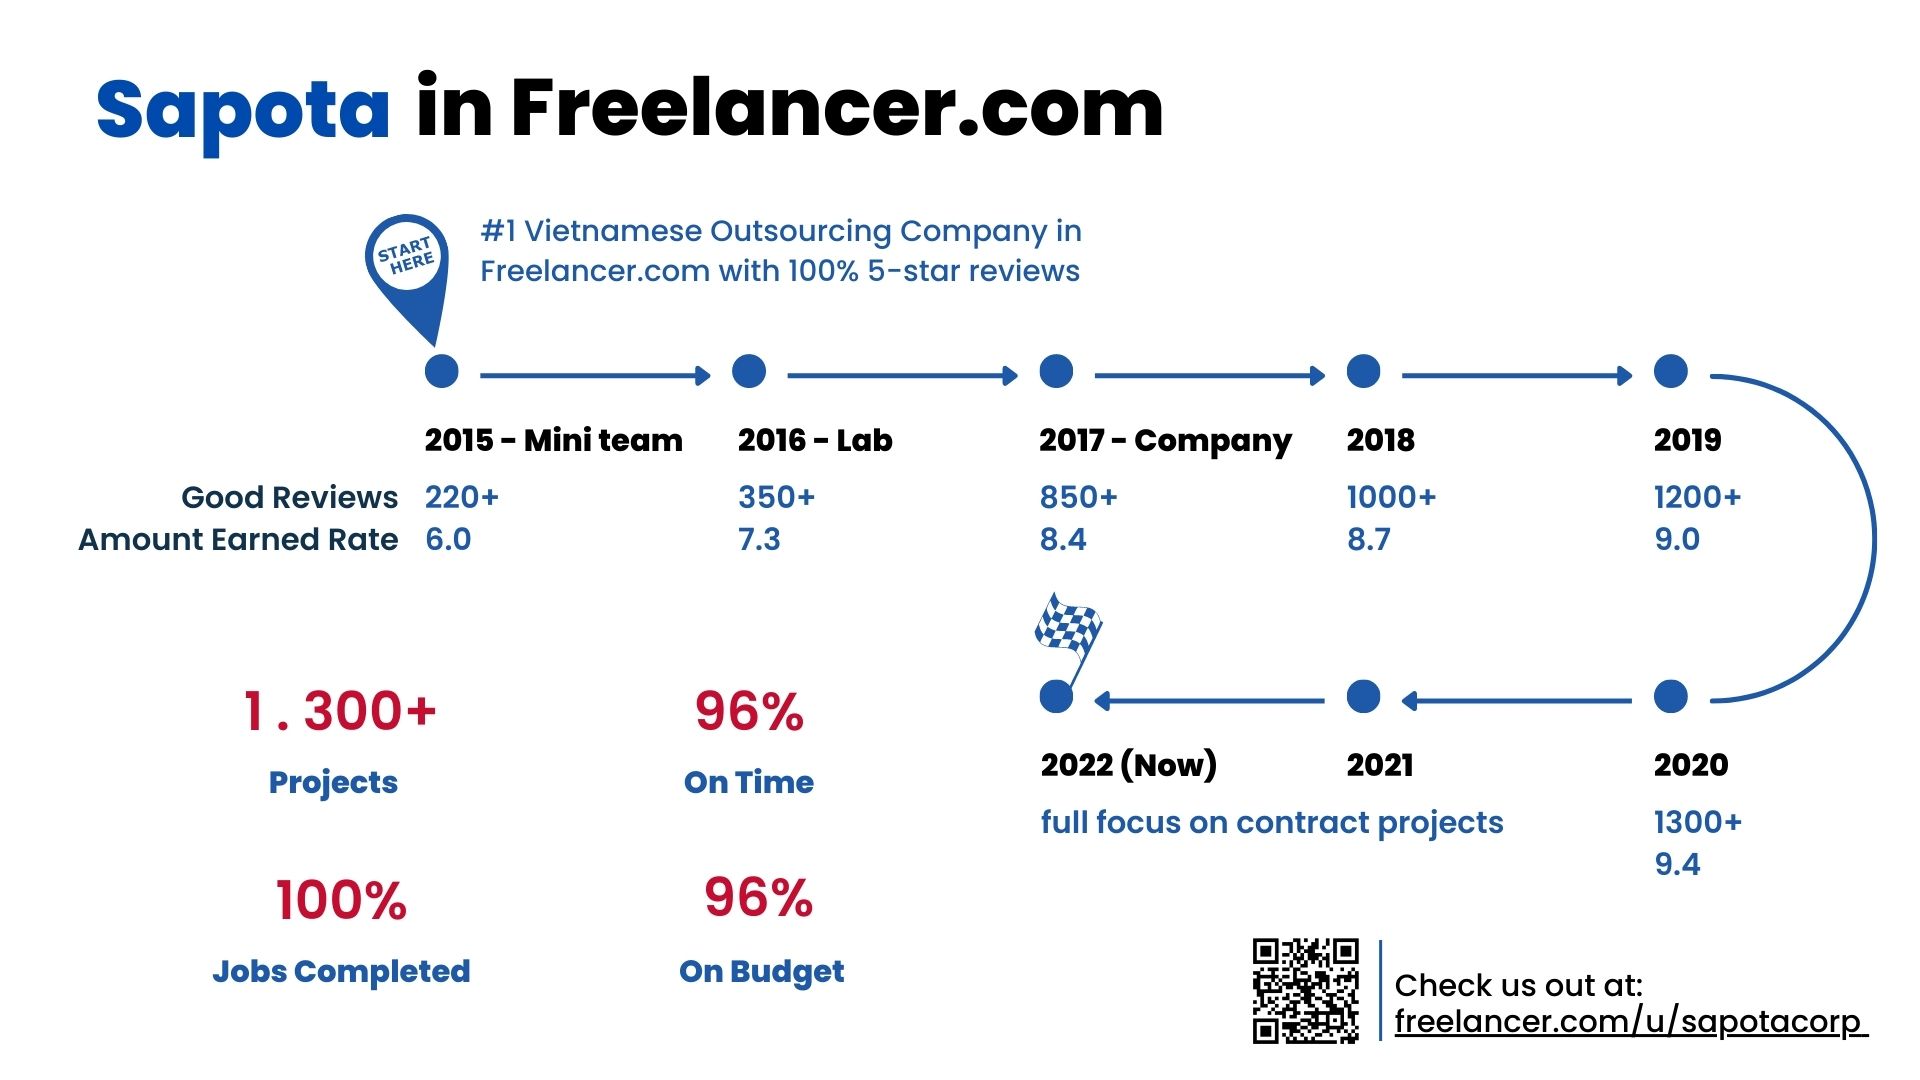 Sapota in Freelancer.com
START
HERE
#1 Vietnamese Outsourcing Company in
Freelancer.com with 100% 5-star reviews
2015 - Mini team 2016 - Lab 2017 - Company 2018 2019
Good Reviews 220+ 350+ 850+ 1000+ 1200+
Amount Earned Rate 6.0 7.3 8.4 8.7 9.0
1.300+ 96%
Projects On Time
2022 (Now) 2021 2020
full focus on contract projects 1300+
9.4
100% 96%
Jobs Completed On Budget
Check us out at:
freelancer.com/u/sapotacorp